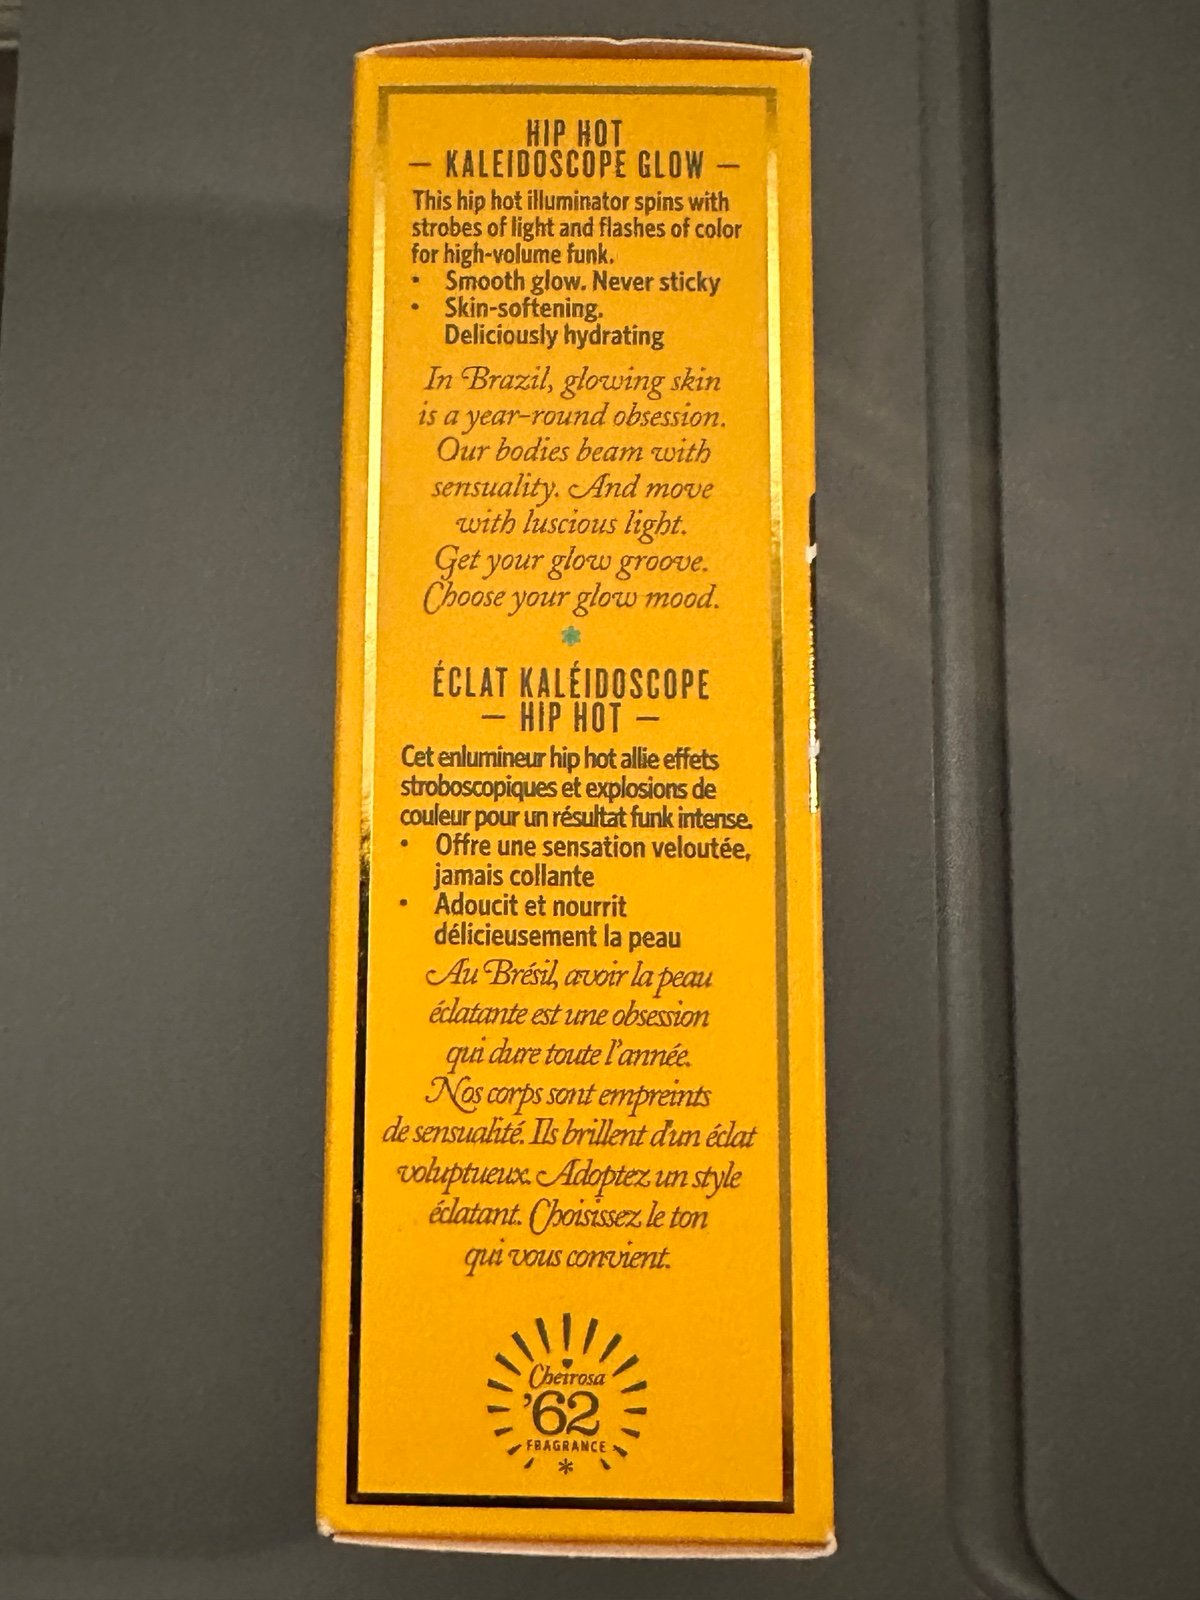 HIP HOT
— KALEIDOSCOPE GLOW —
This hip hot illuminator spins with
strobes of light and flashes of color
for high-volume funk.
• Smooth glow. Never sticky
• Skin-softening.
Deliciously hydrating
In Brazil, glowing skin
is a year-round obsession.
Our bodies beam with
sensuality. And move
with luscious light.
Get your glow groove.
Choose your glow mood.
*
ÉCLAT KALÉIDOSCOPE
— HIP HOT —
Cet enlumineur hip hot allie effets
stroboscopiques et explosions de
couleur pour un résultat funk intense.
• Offre une sensation veloutée,
jamais collante
• Adoucit et nourrit
délicieusement la peau
Au Brésil, avoir la peau
éclatante est une obsession
qui dure toute l'année.
Nos corps sont empreints
de sensualité. Ils brillent d'un éclat
voluptueux. Adoptez un style
éclatant. Choisissez le ton
qui vous convient.
Cheirosa
'62
FRAGRANCE
*